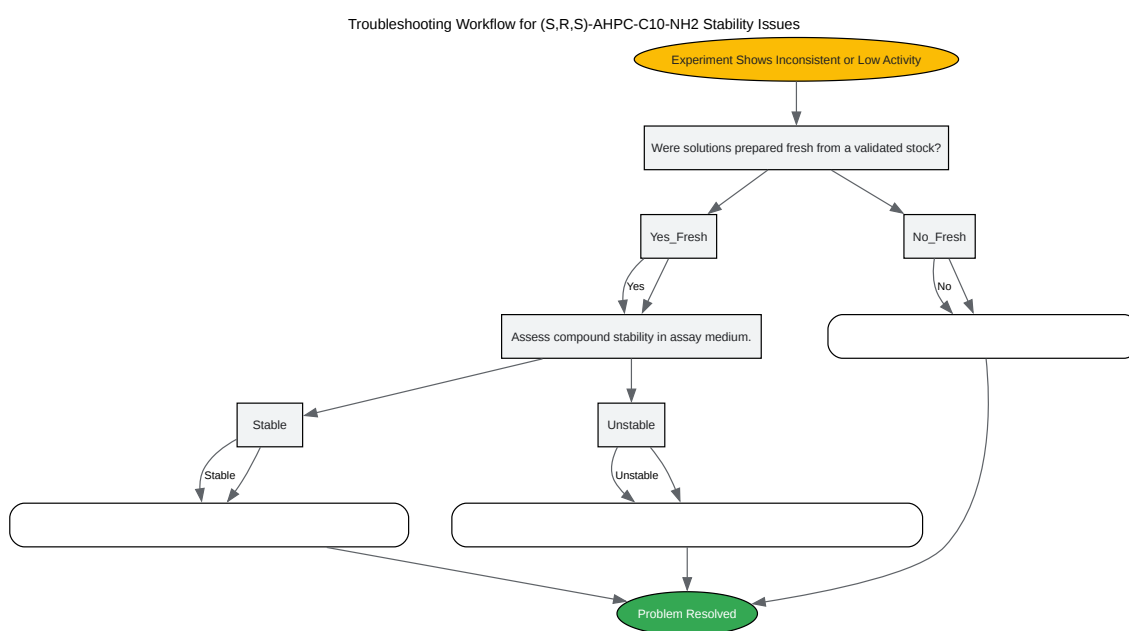 Troubleshooting Workflow for (S,R,S)-AHPC-C10-NH2 Stability Issues
Experiment Shows Inconsistent or Low Activity
Were solutions prepared fresh from a validated stock?
Yes_Fresh
No_Fresh
Yes
No
Assess compound stability in assay medium.
Stable
Unstable
Stable
Unstable
Problem Resolved